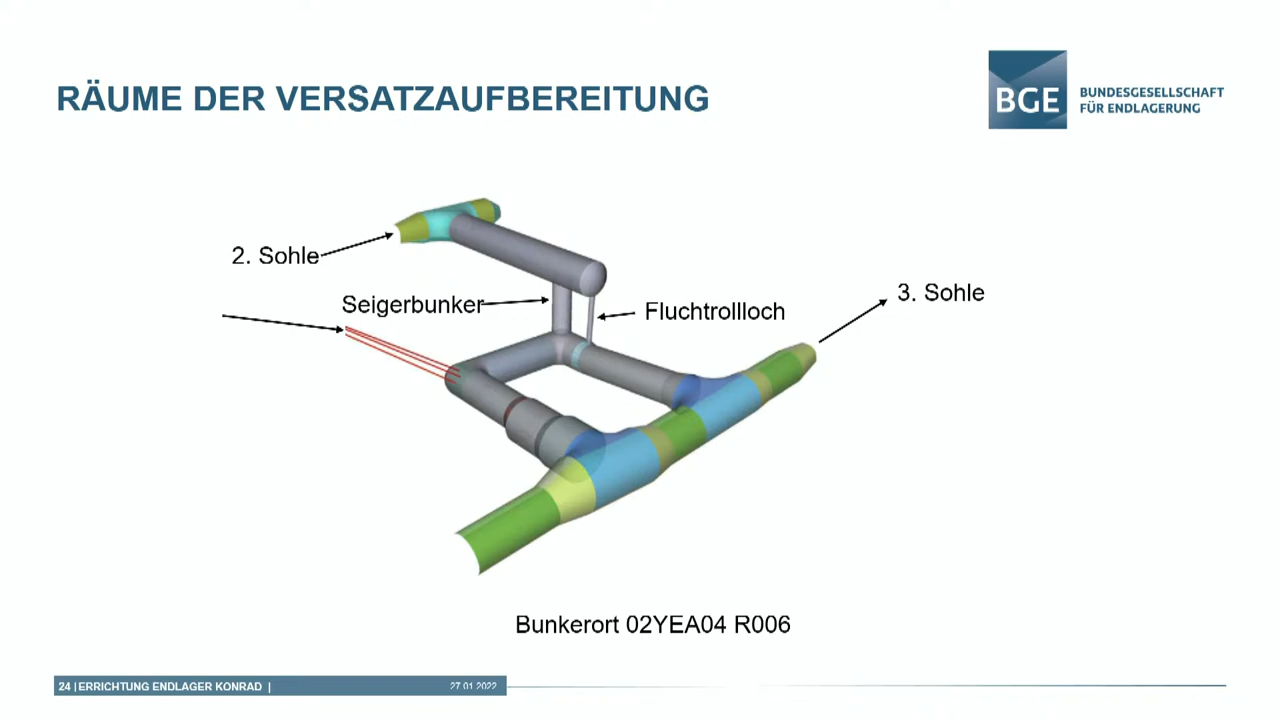 RÄUME DER VERSATZAUFBEREITUNG
BGE
BUNDESGESELLSCHAFT
FÜR ENDLAGERUNG
2. Sohle
Seigerbunker
Fluchtrollloch
3. Sohle
Bunkerort 02YEA04 R006
24 | ERRICHTUNG ENDLAGER KONRAD |
27.01.2022